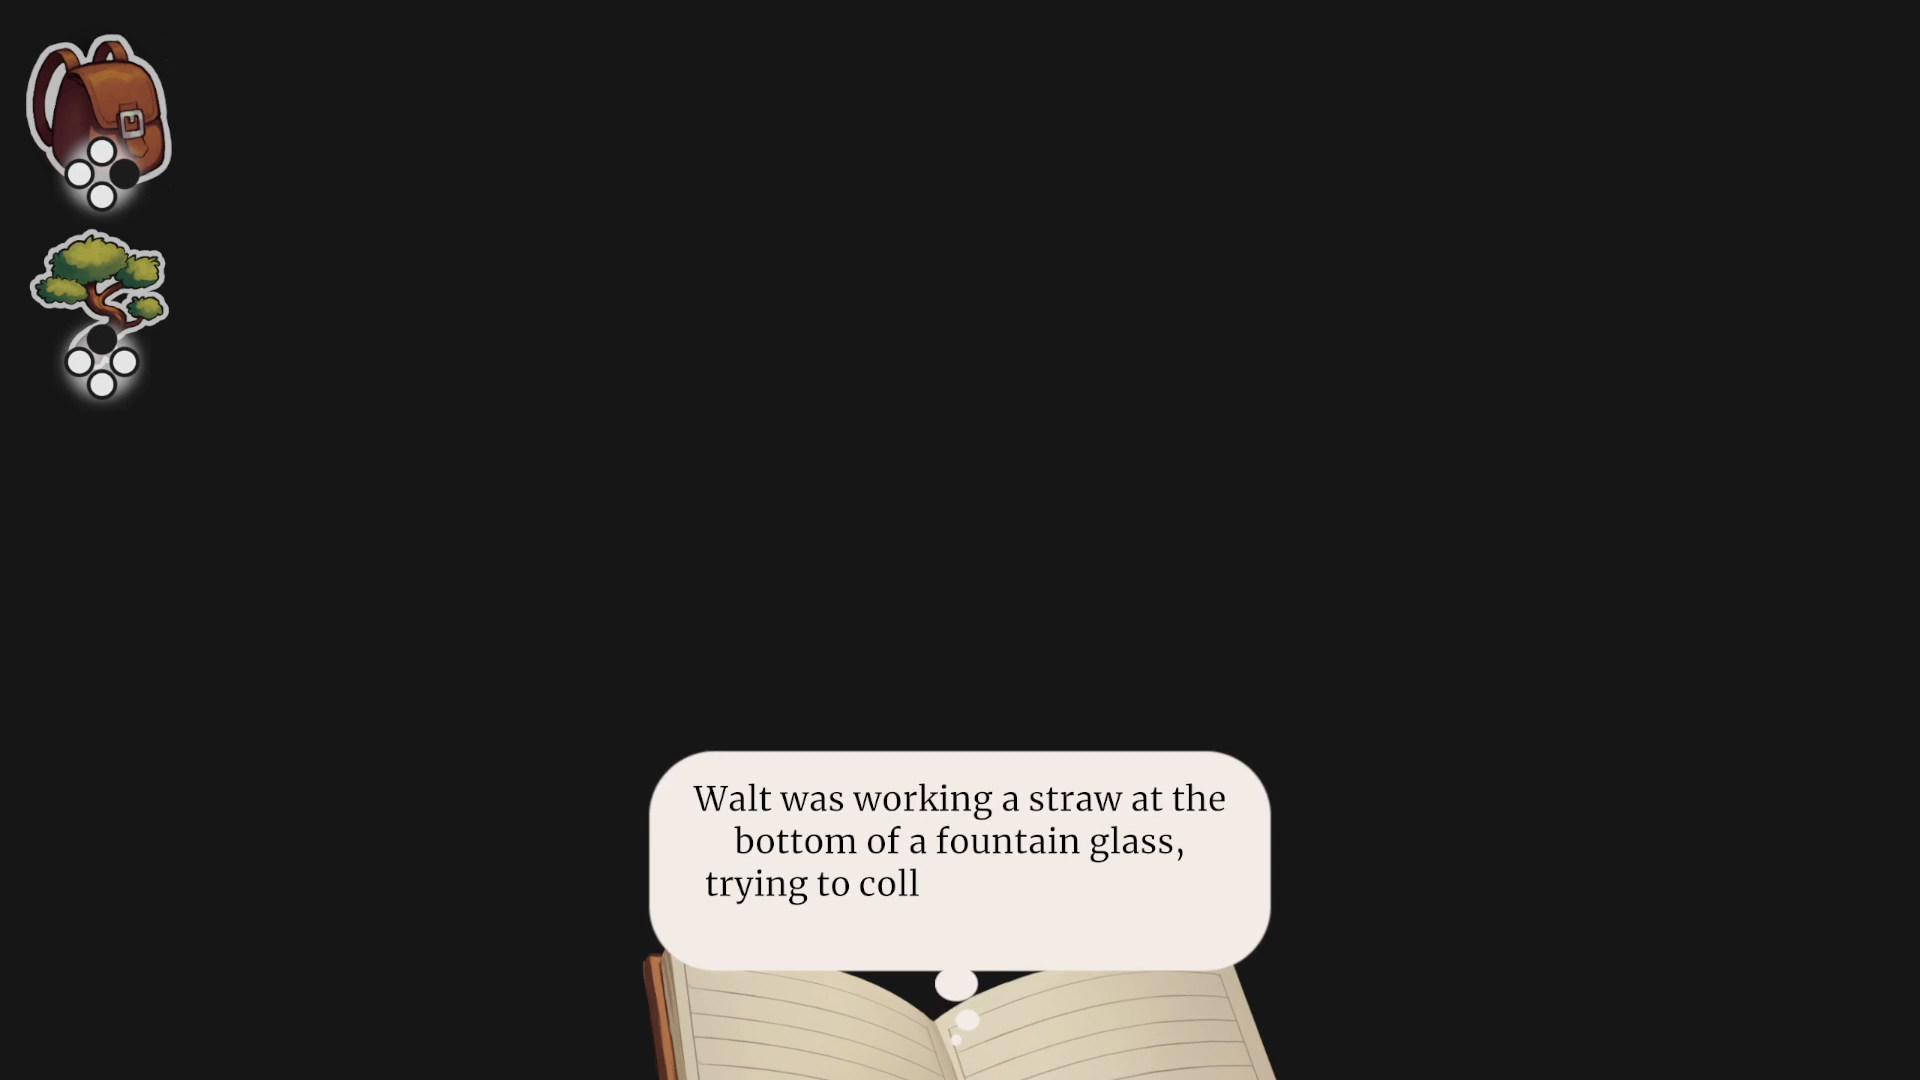 Walt was working a straw at the
bottom of a fountain glass,
trying to coll